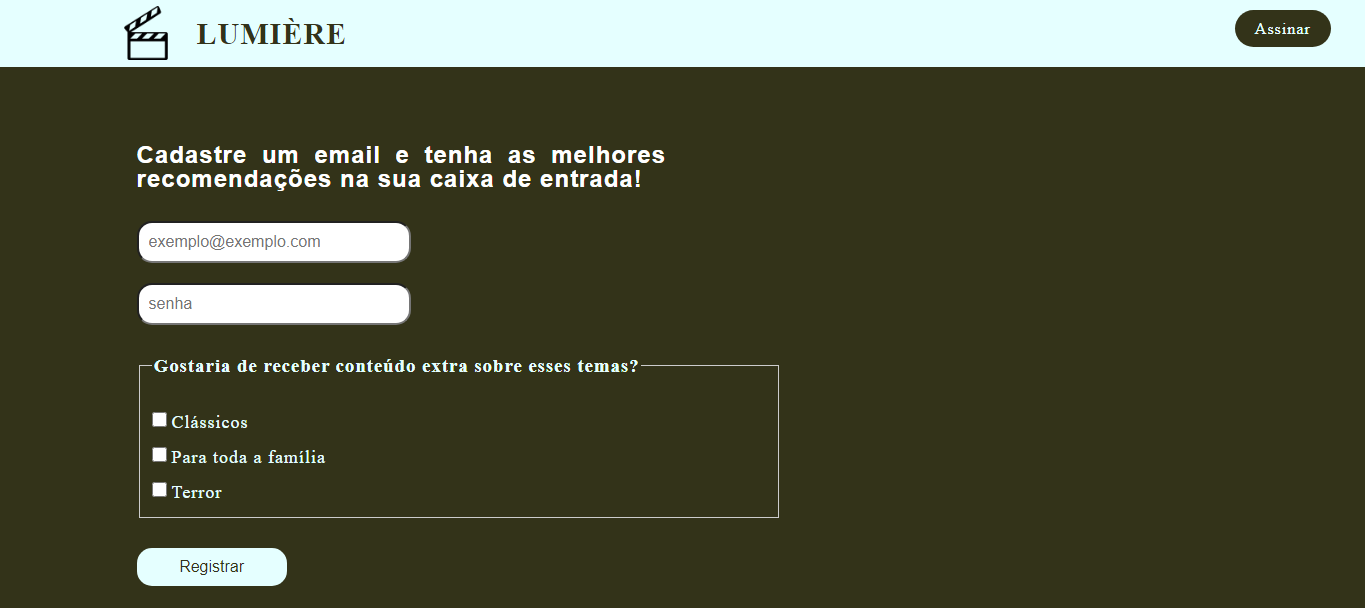 LUMIÈRE
Assinar
Cadastre um email e tenha as melhores
recomendações na sua caixa de entrada!
exemplo@exemplo.com
senha
Gostaria de receber conteúdo extra sobre esses temas?
Clássicos
Para toda a família
Terror
Registrar